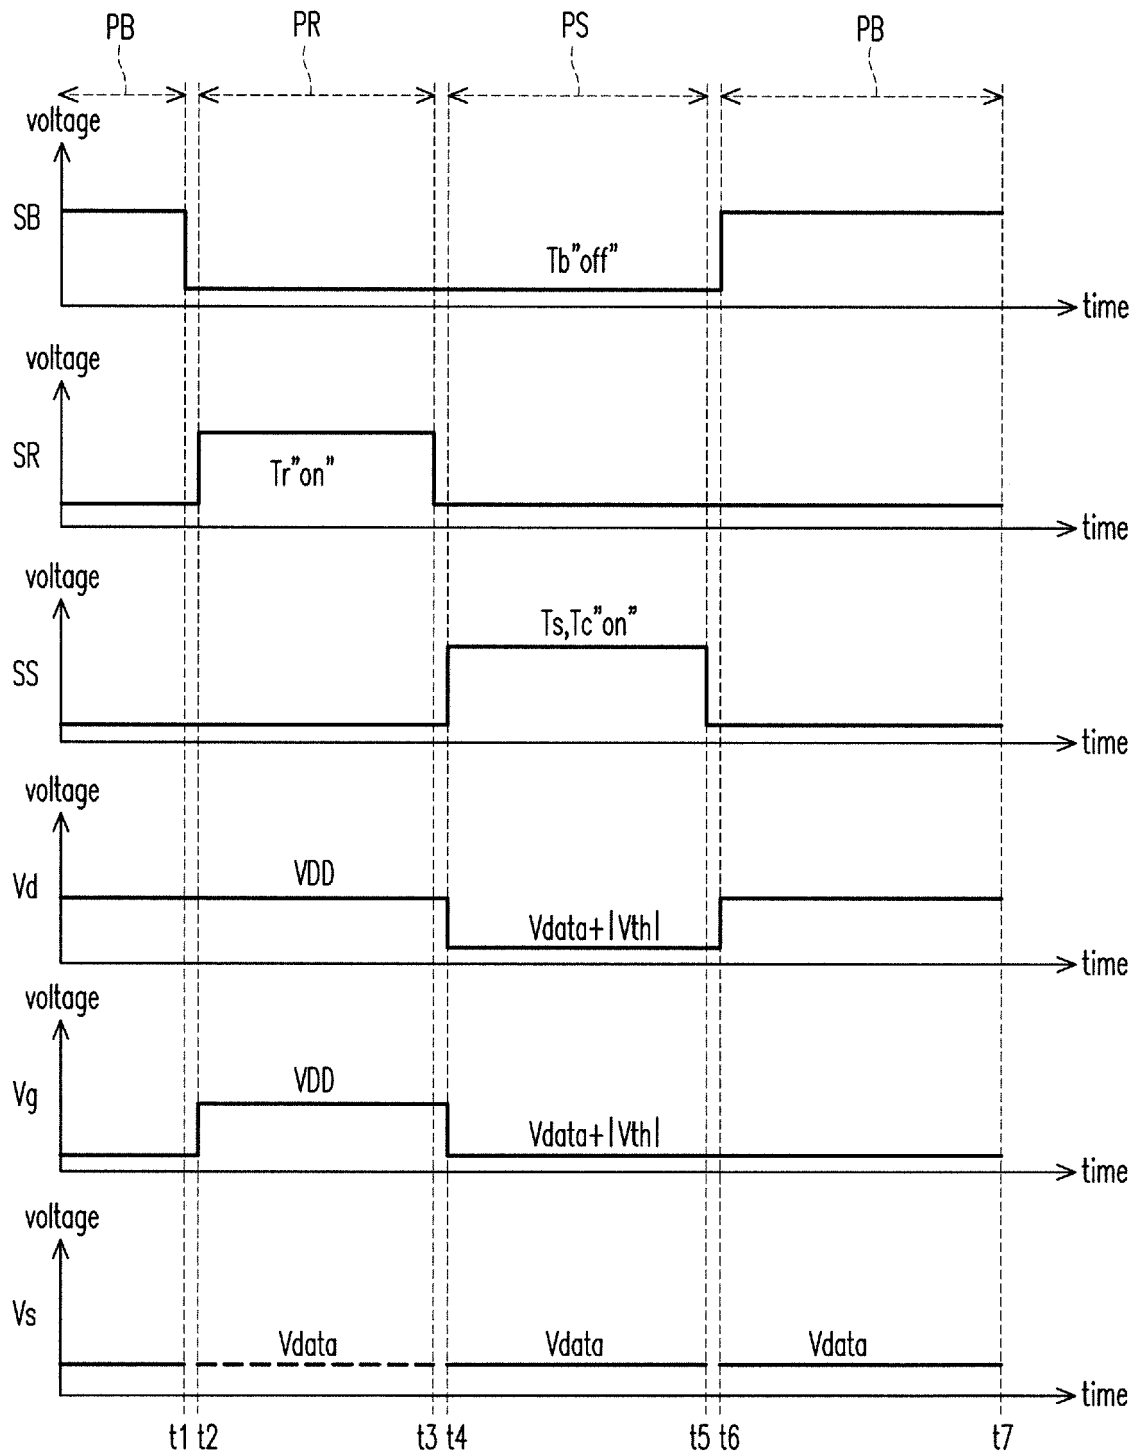 PB PR PS PB
voltage
SB
Tb"off"
time
voltage
SR
Tr"on"
time
voltage
SS
Ts,Tc"on"
time
voltage
Vd
VDD
Vdata+|Vth|
time
voltage
Vg
VDD
Vdata+|Vth|
time
voltage
Vs
Vdata Vdata Vdata
time
t1 t2 t3 t4 t5 t6 t7